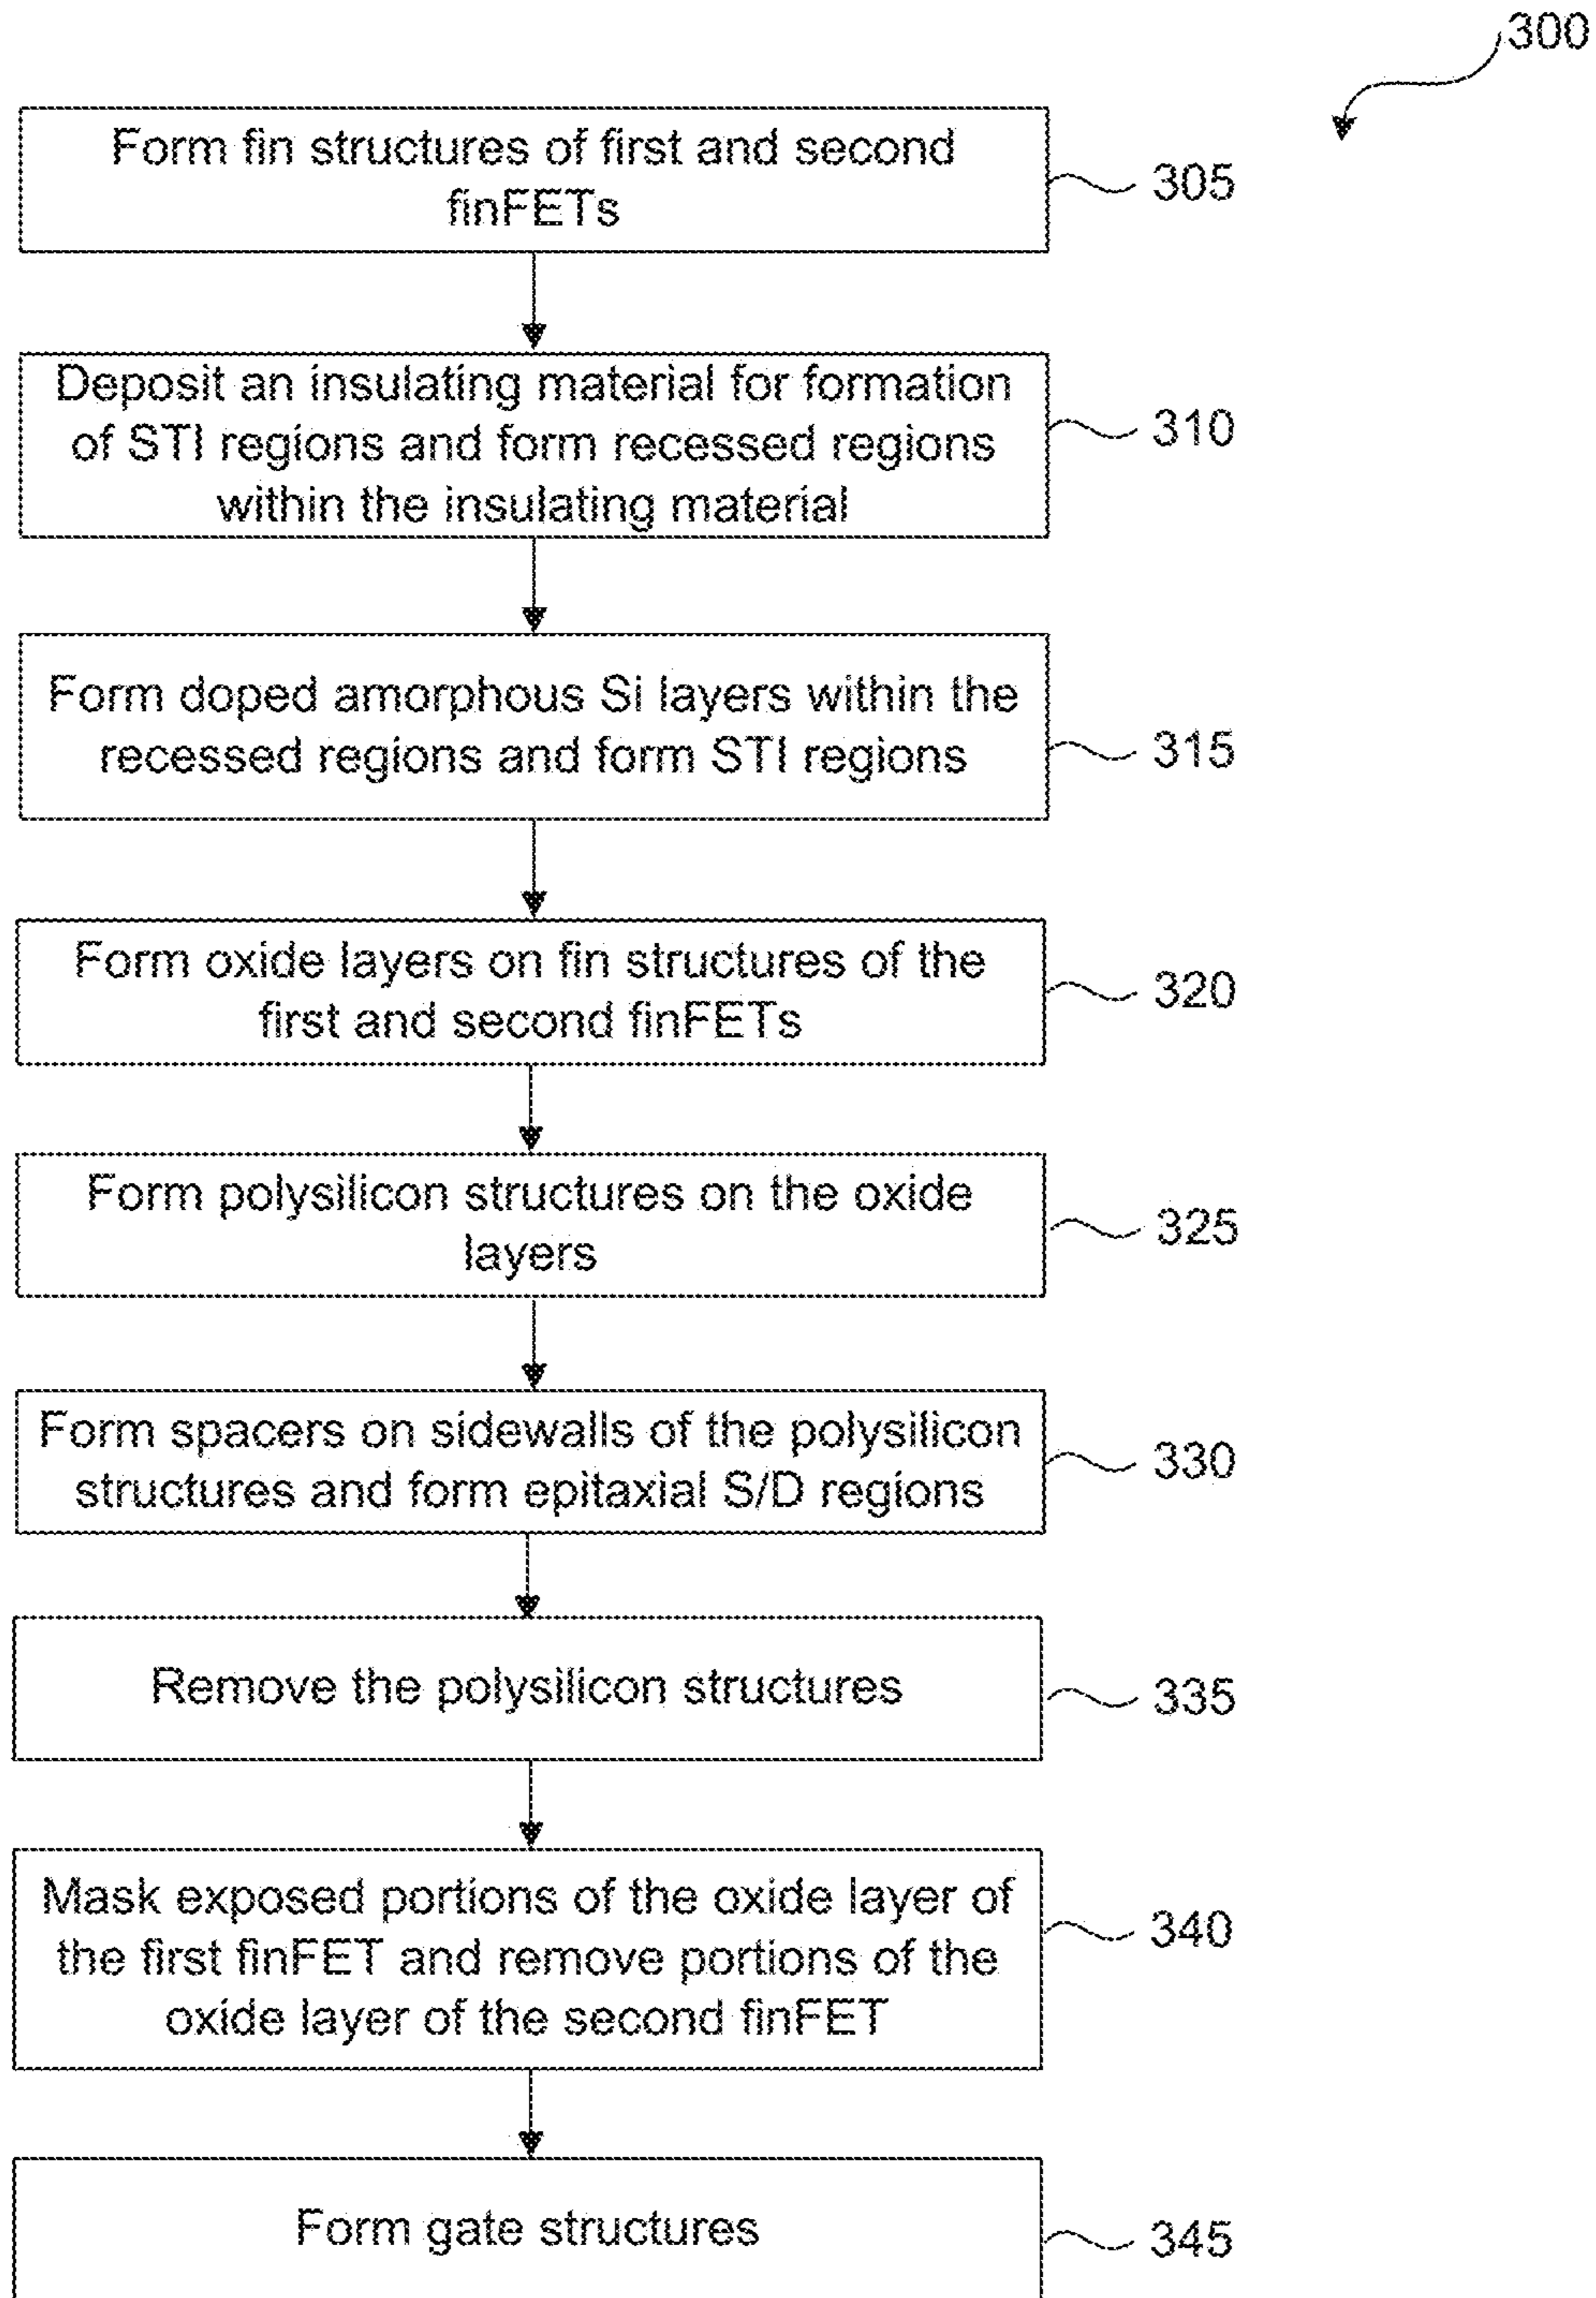 300
Form fin structures of first and second
finFETs
305
Deposit an insulating material for formation
of STI regions and form recessed regions
within the insulating material
310
Form doped amorphous Si layers within the
recessed regions and form STI regions
315
Form oxide layers on fin structures of the
first and second finFETs
320
Form polysilicon structures on the oxide
layers
325
Form spacers on sidewalls of the polysilicon
structures and form epitaxial S/D regions
330
Remove the polysilicon structures
335
Mask exposed portions of the oxide layer of
the first finFET and remove portions of the
oxide layer of the second finFET
340
Form gate structures
345